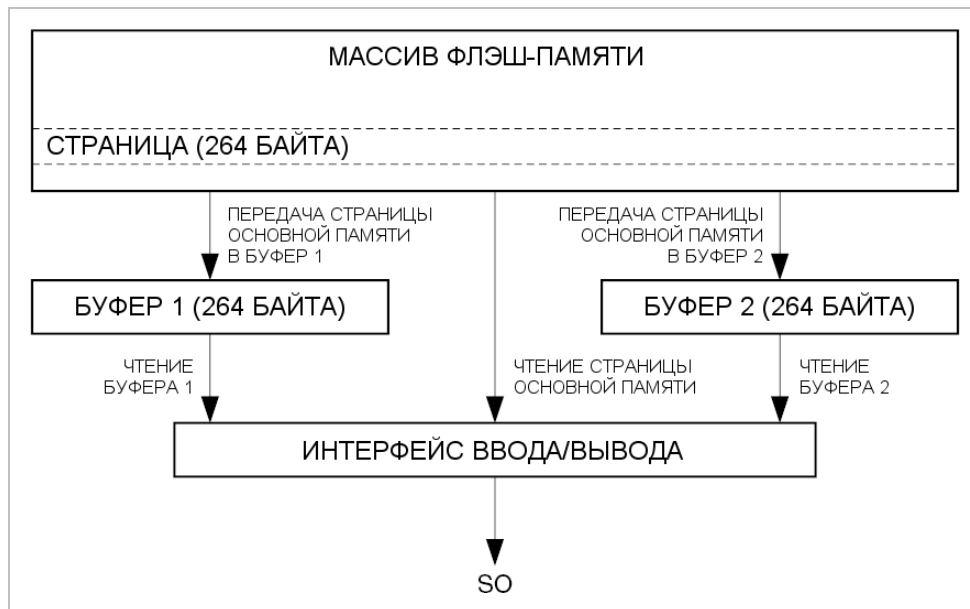 МАССИВ ФЛЭШ-ПАМЯТИ
СТРАНИЦА (264 БАЙТА)
ПЕРЕДАЧА СТРАНИЦЫ
ОСНОВНОЙ ПАМЯТИ
В БУФЕР 1
ПЕРЕДАЧА СТРАНИЦЫ
ОСНОВНОЙ ПАМЯТИ
В БУФЕР 2
БУФЕР 1 (264 БАЙТА)
БУФЕР 2 (264 БАЙТА)
ЧТЕНИЕ
БУФЕРА 1
ЧТЕНИЕ СТРАНИЦЫ
ОСНОВНОЙ ПАМЯТИ
ЧТЕНИЕ
БУФЕРА 2
ИНТЕРФЕЙС ВВОДА/ВЫВОДА
SO